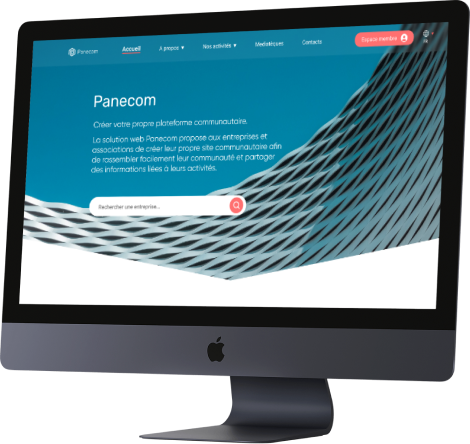 Panecom Accueil A propos Nos activités Médiathèques Contacts Espace membre FR
Panecom
Créer votre propre plateforme communautaire.
La solution web Panecom propose aux entreprises et
associations de créer leur propre site communautaire afin
de rassembler facilement leur communauté et partager
des informations liées à leurs activités.
Rechercher une entreprise...